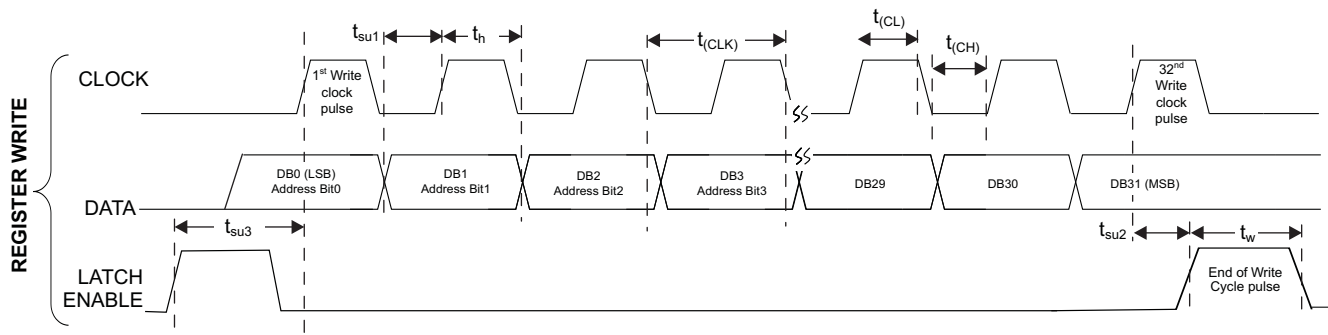 t(CL)
tsu1
th
t(CLK)
t(CH)
CLOCK
1st Write
clock
pulse
32nd
Write
clock
pulse
REGISTER WRITE
DB0 (LSB)
Address Bit0
DB1
Address Bit1
DB2
Address Bit2
DB3
Address Bit3
DB29
DB30
DB31 (MSB)
DATA
tsu3
tsu2
tw
LATCH
ENABLE
End of Write
Cycle pulse